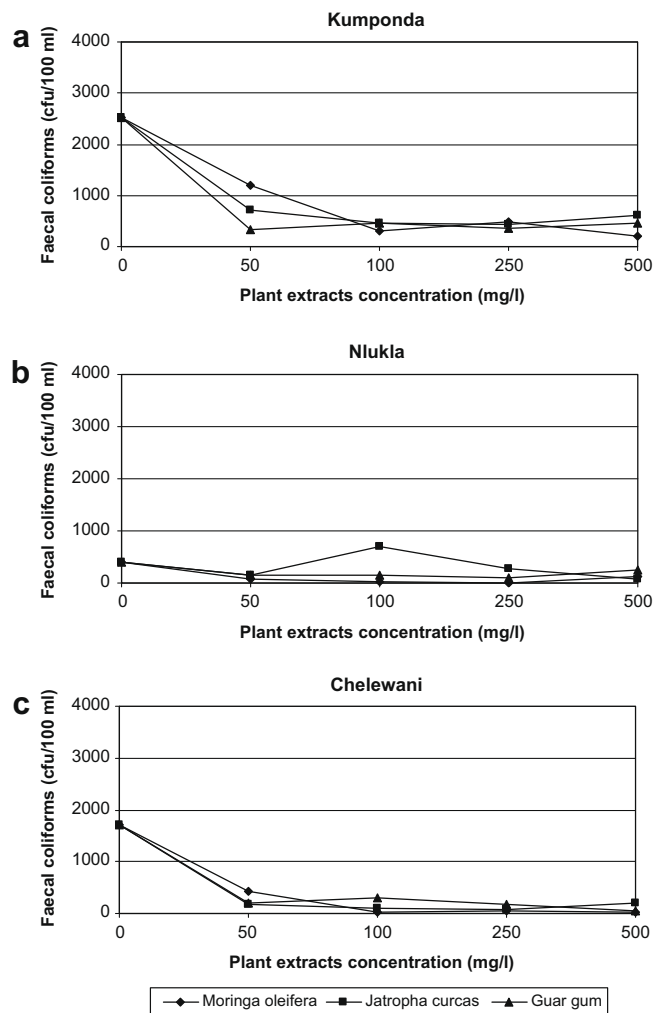 a
Kumponda
Faecal coliforms (cfu/100 ml)
4000
3000
2000
1000
0
0 50 100 250 500
Plant extracts concentration (mg/l)
b
Nlukla
Faecal coliforms (cfu/100 ml)
4000
3000
2000
1000
0
0 50 100 250 500
Plant extracts concentration (mg/l)
c
Chelewani
Faecal coliforms (cfu/100 ml)
4000
3000
2000
1000
0
0 50 100 250 500
Plant extracts concentration (mg/l)
Moringa oleifera Jatropha curcas Guar gum